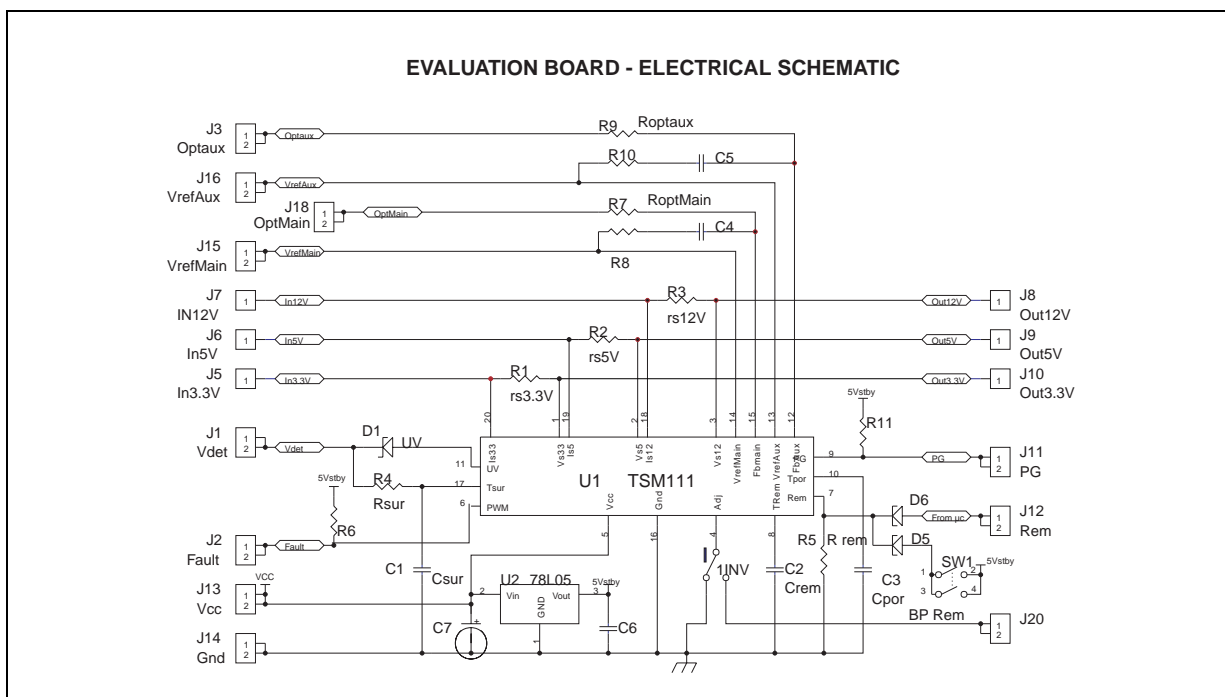 EVALUATION BOARD - ELECTRICAL SCHEMATIC
J3
Optaux
1
2
Optaux
R9
Roptaux
R10
C5
J16
VrefAux
1
2
VrefAux
J18
OptMain
1
2
OptMain
R7
RoptMain
C4
R8
J15
VrefMain
1
2
VrefMain
J7
IN12V
1
In12V
R3
rs12V
Out12V
1
J8
Out12V
J6
In5V
1
In5V
R2
rs5V
Out5V
1
J9
Out5V
J5
In3.3V
1
In3.3V
R1
rs3.3V
Out3.3V
1
J10
Out3.3V
20
1
19
2
18
3
14
15
13
12
Is33
Vs33
Is5
Vs5
Is12
Vs12
VrefMain
Fbmain
VrefAux
FbAux
5Vstby
R11
J1
Vdet
1
2
Vdet
D1
UV
11
UV
R4
Rsur
17
Tsur
6
PWM
U1
TSM111
PG
9
PG
1
2
J11
PG
Tpor
10
Rem
7
Vcc
Gnd
Adj
TRem
5
16
4
8
5Vstby
R6
J2
Fault
1
2
Fault
D6
From µc
1
2
J12
Rem
D5
R5
R rem
SW1
5Vstby
1
2
3
4
C1
Csur
1INV
C2
Crem
C3
Cpor
J13
Vcc
1
2
VCC
U2
78L05
5Vstby
2
Vin
Vout
3
GND
1
C7
+
C6
BP Rem
1
2
J20
J14
Gnd
1
2